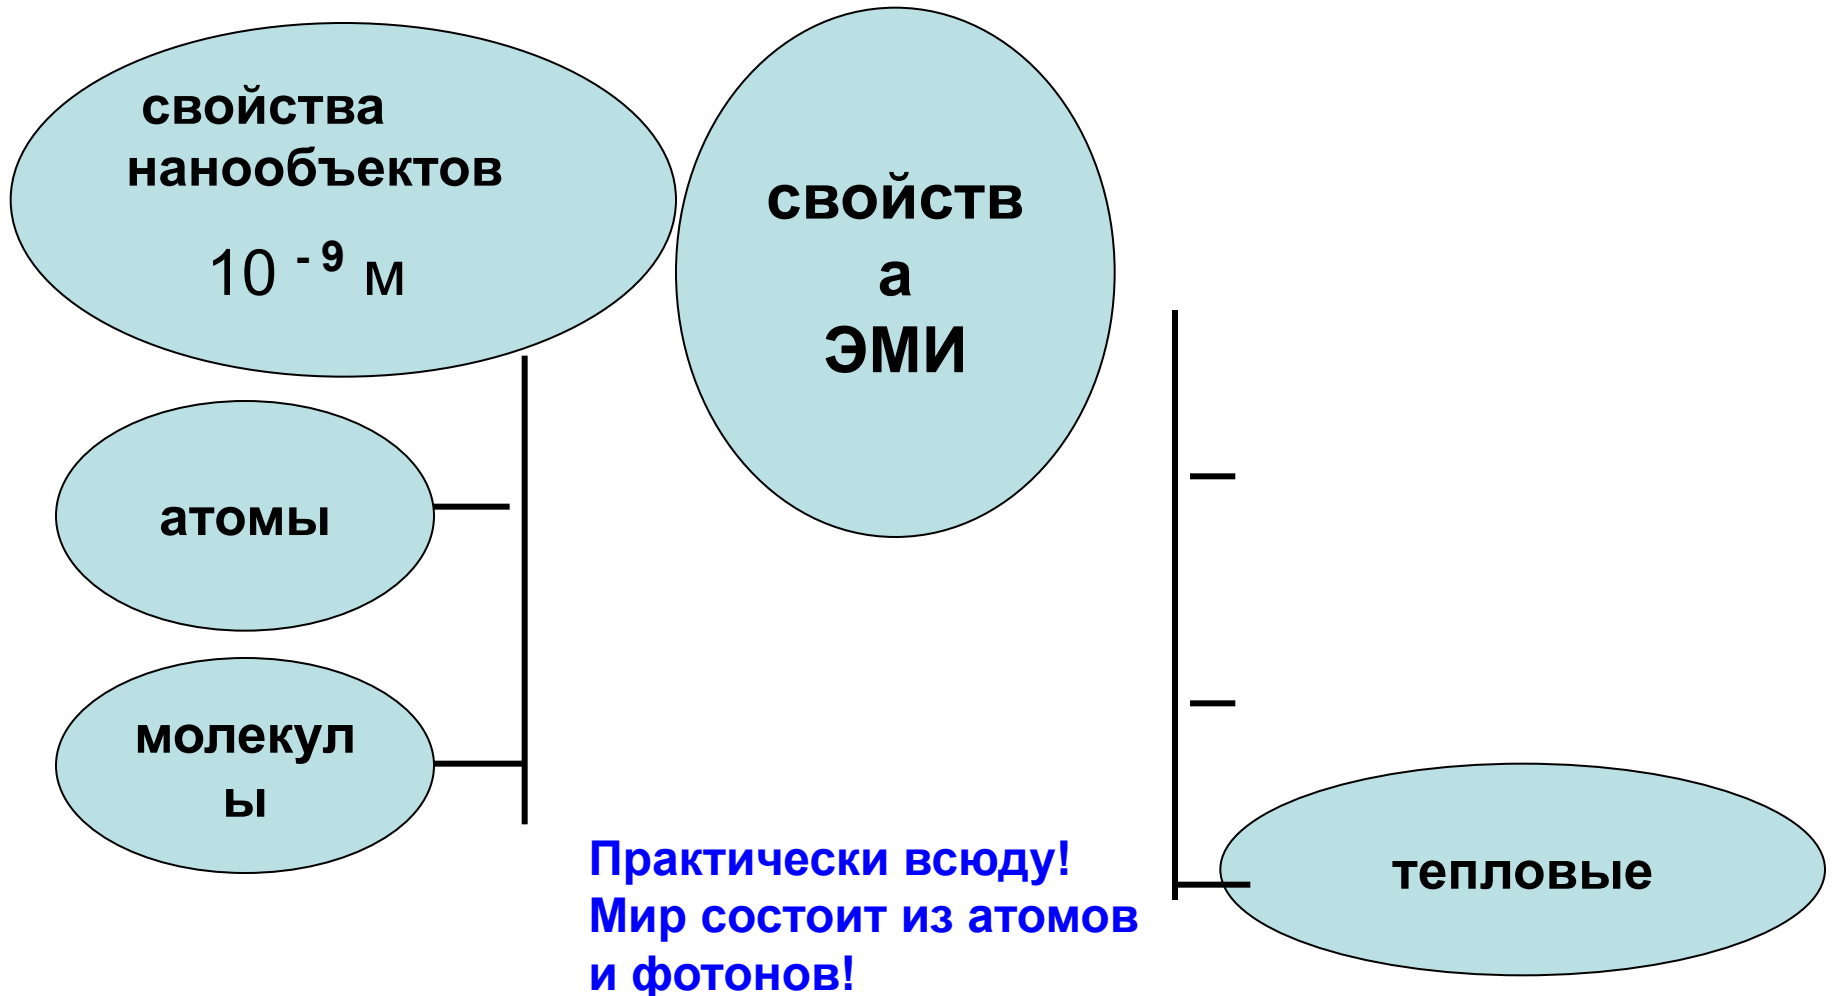 свойства
нанообъектов
10 - 9 м
свойств
а
ЭМИ
атомы
молекул
ы
тепловые
Практически всюду!
Мир состоит из атомов
и фотонов!